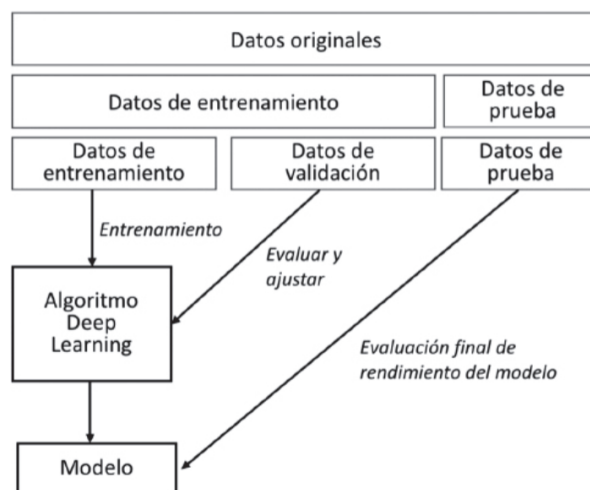 Datos originales
Datos de entrenamiento
Datos de
prueba
Datos de
entrenamiento
Datos de
validación
Datos de
prueba
Entrenamiento
Evaluar y
ajustar
Algoritmo
Deep
Learning
Evaluación final de
rendimiento del modelo
Modelo